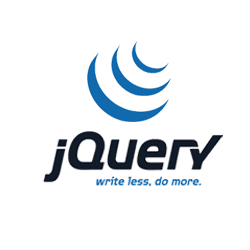 jQuery
write less, do more.